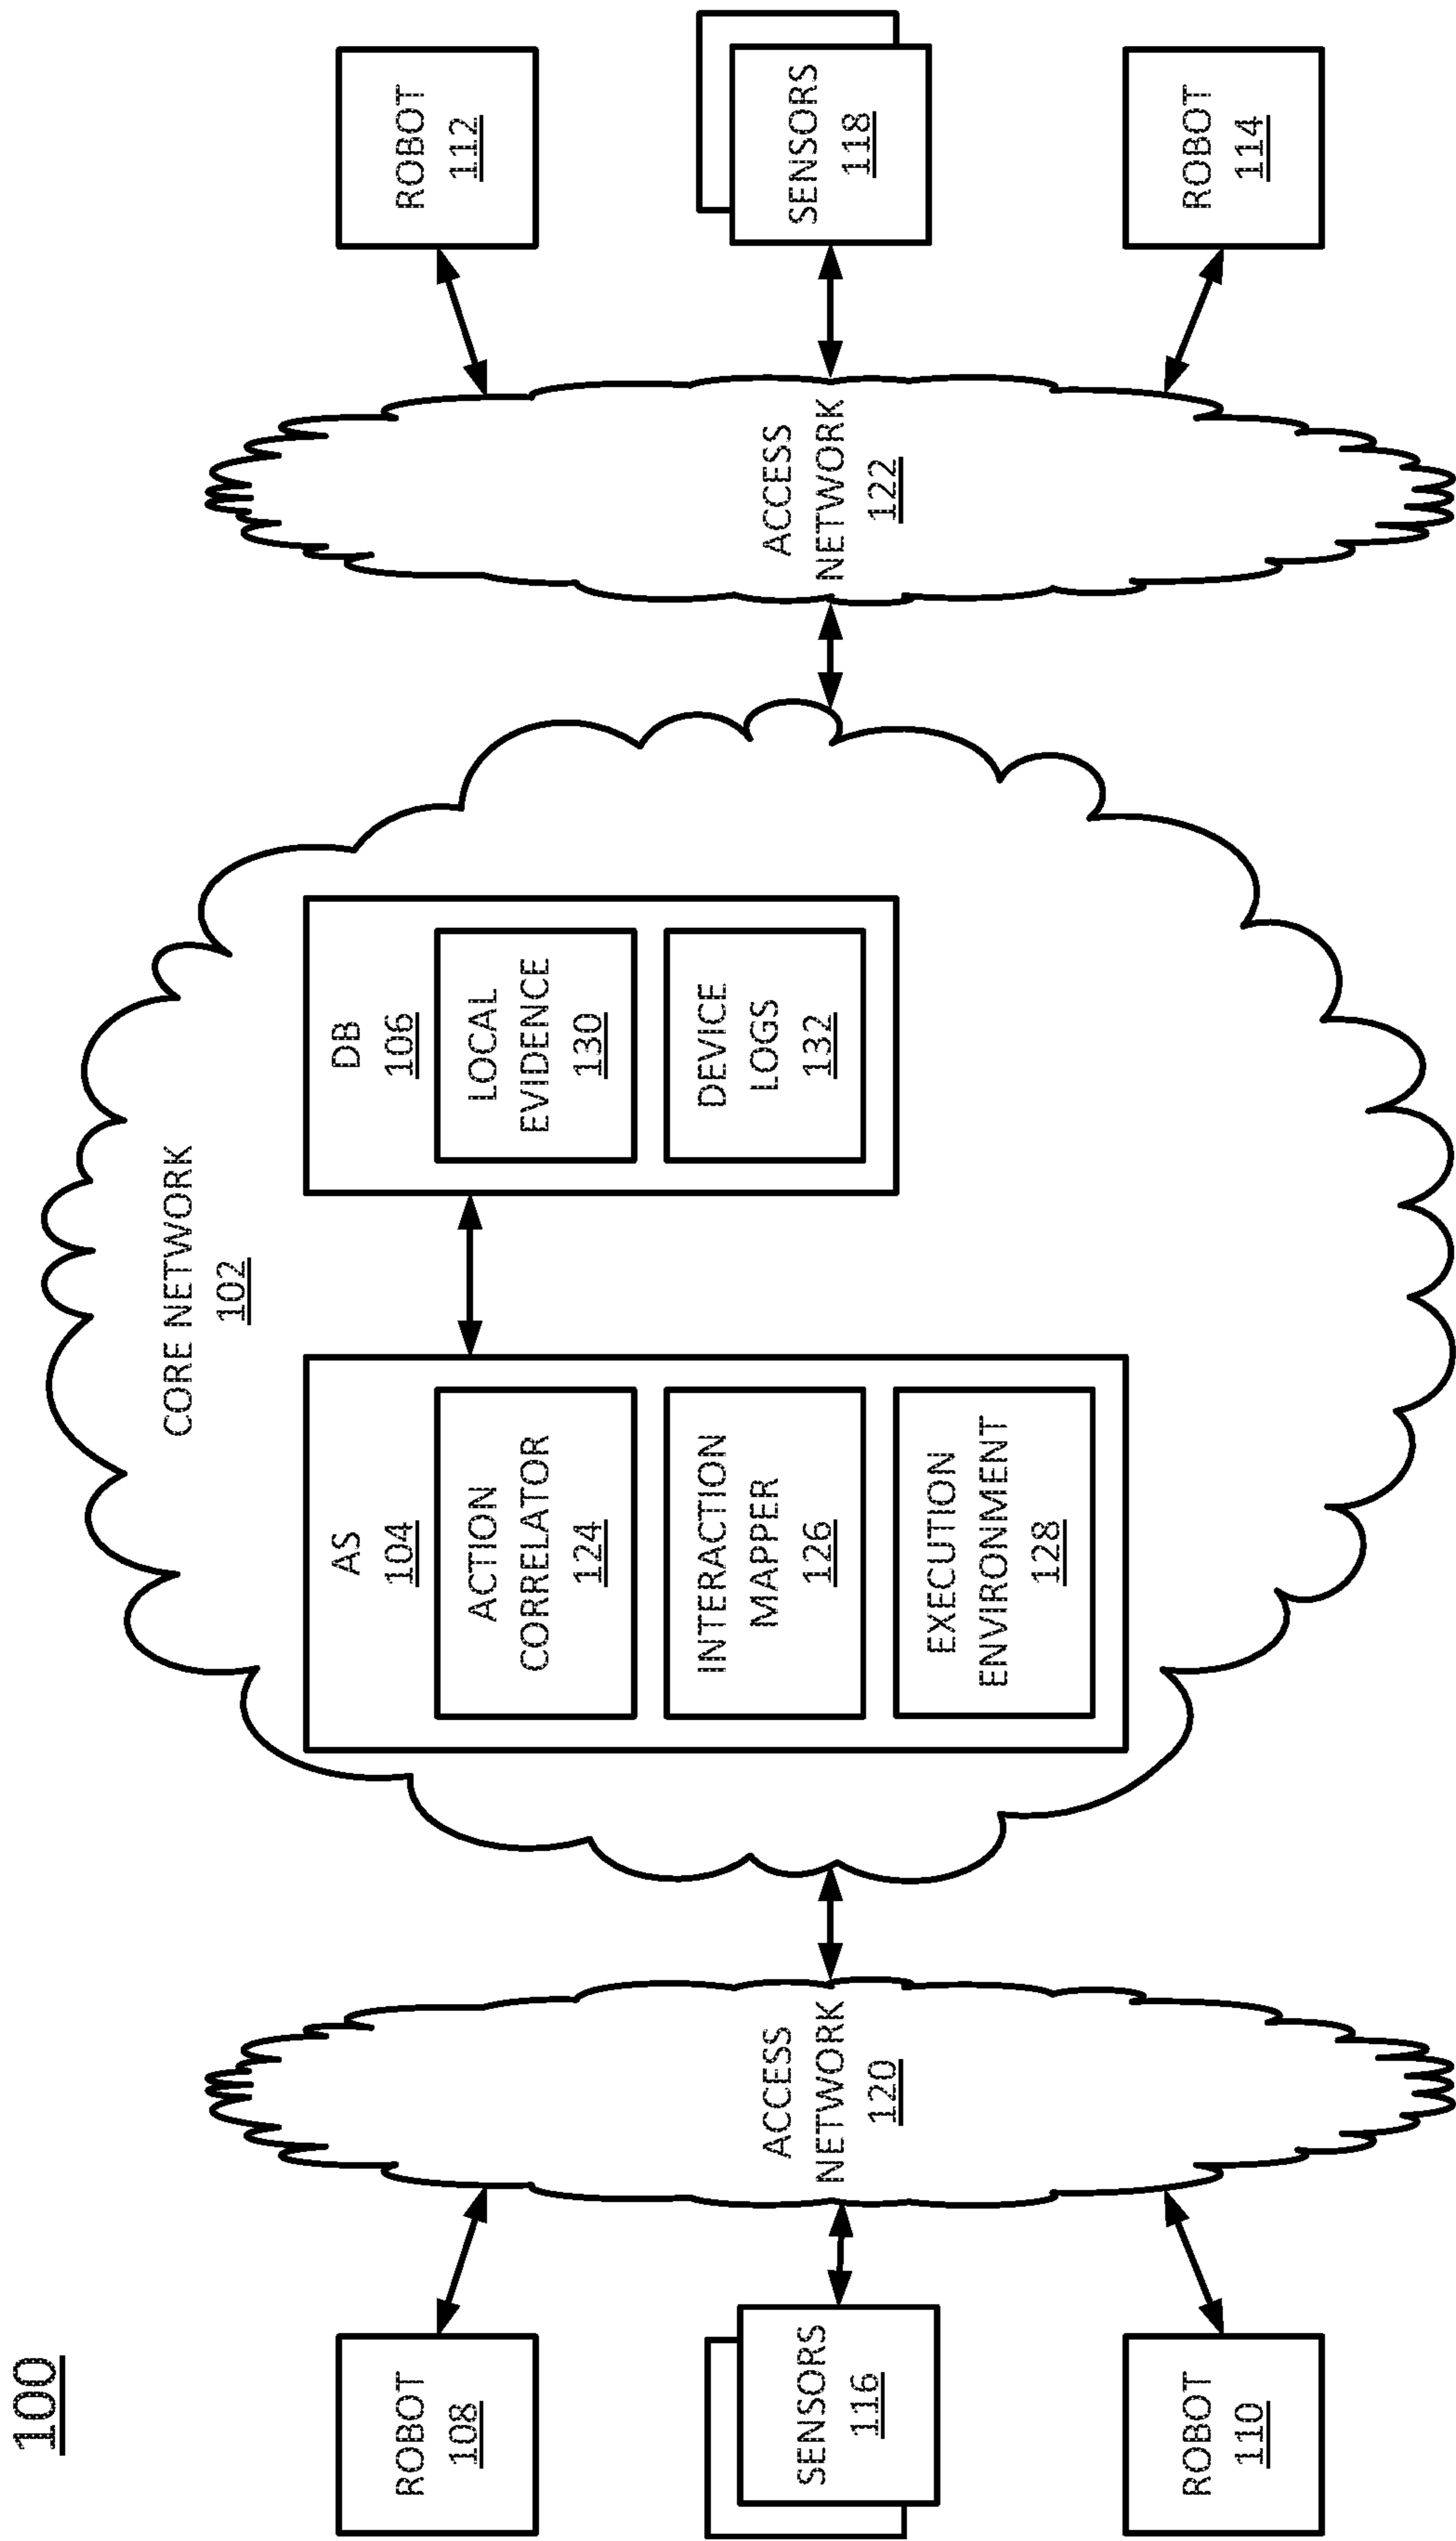 100
ROBOT
108
SENSORS
116
ROBOT
110
ACCESS
NETWORK
120
CORE NETWORK
102
AS
104
ACTION
CORRELATOR
124
INTERACTION
MAPPER
126
EXECUTION
ENVIRONMENT
128
DB
106
LOCAL
EVIDENCE
130
DEVICE
LOGS
132
ACCESS
NETWORK
122
ROBOT
112
SENSORS
118
ROBOT
114